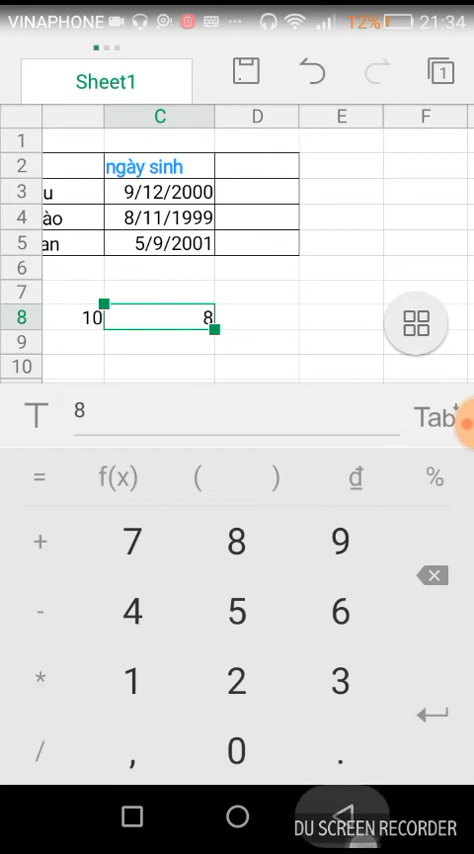 VINAPHONE ... 12% 21:34
Sheet1 1
C D E F
1
2 ngày sinh
3 u 9/12/2000
4 ào 8/11/1999
5 an 5/9/2001
6
7
8 10 8
9
10
T 8 Tab
= f(x) ( ) ₫ %
+ 7 8 9
- 4 5 6
* 1 2 3
/ , 0 .
DU SCREEN RECORDER